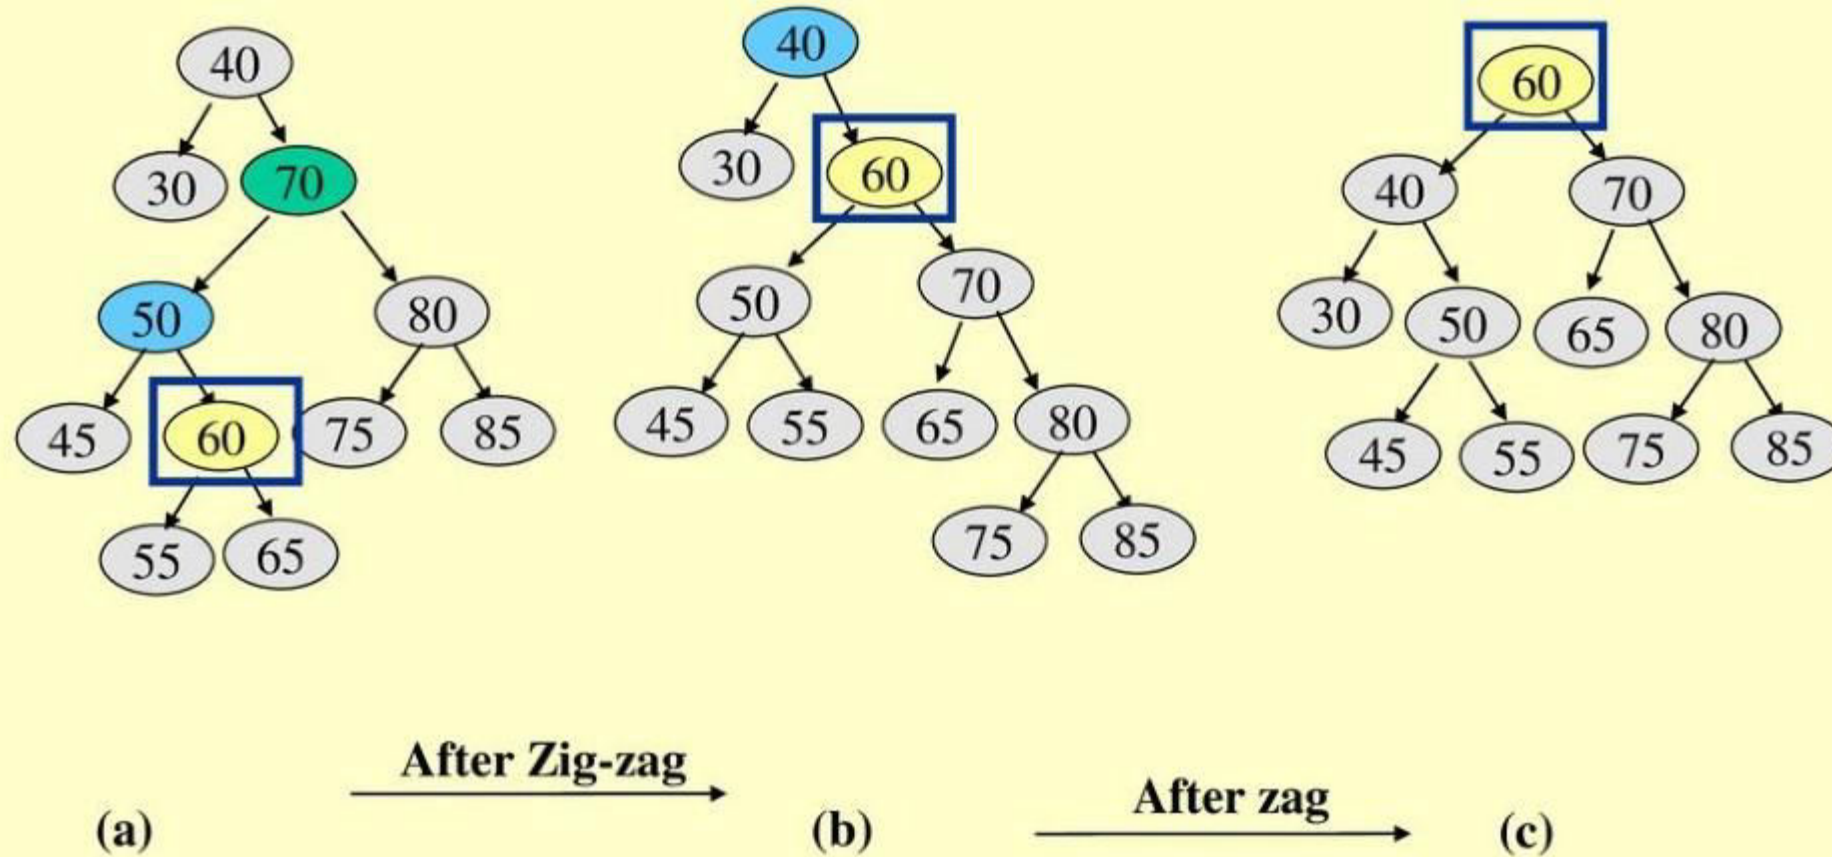 40
30 70
50 80
45 60 75 85
55 65
40
30 60
50 70
45 55 65 80
75 85
60
40 70
30 50 65 80
45 55 75 85
After Zig-zag
After zag
(a)
(b)
(c)